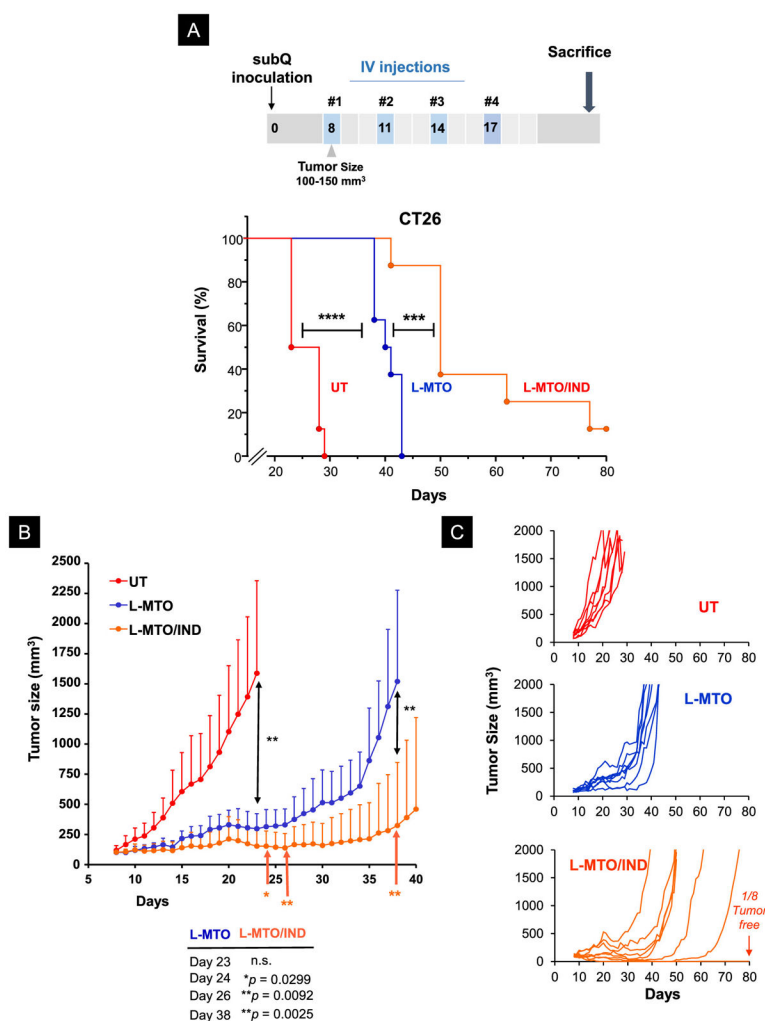 A
subQ
inoculation
IV injections
Sacrifice
#1 #2 #3 #4
0 8 11 14 17
Tumor Size
100-150 mm³
CT26
Survival (%)
100
80
60
40
20
0
**** ***
UT L-MTO L-MTO/IND
20 30 40 50 60 70 80
Days
B
Tumor size (mm³)
2500
2250
2000
1750
1500
1250
1000
750
500
250
0
UT
L-MTO
L-MTO/IND
**
**
* ** **
5 10 15 20 25 30 35 40
Days
L-MTO L-MTO/IND
Day 23 n.s.
Day 24 *p = 0.0299
Day 26 **p = 0.0092
Day 38 **p = 0.0025
C
Tumor Size (mm³)
2000
1500
1000
500
0
UT
0 10 20 30 40 50 60 70 80
2000
1500
1000
500
0
L-MTO
0 10 20 30 40 50 60 70 80
2000
1500
1000
500
0
L-MTO/IND
1/8
Tumor
free
0 10 20 30 40 50 60 70 80
Days